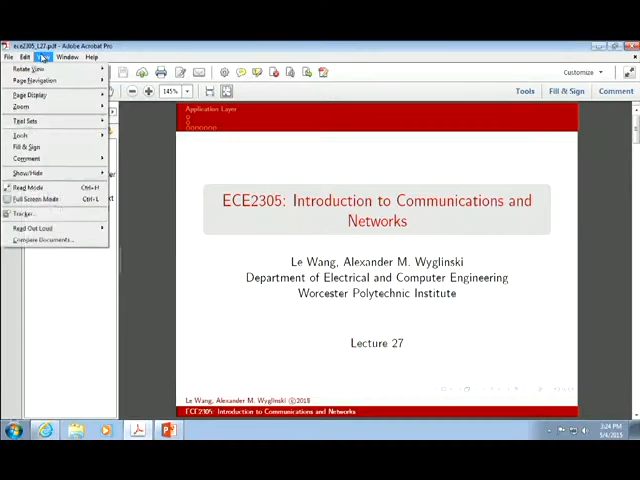 ece2305_L27.pdf - Adobe Acrobat Pro
File Edit View Window Help
Rotate View
Page Navigation
Page Display
Zoom
Tool Sets
Tools
Fill & Sign
Comment
Show/Hide
Read Mode Ctrl+H
Full Screen Mode Ctrl+L
Tracker...
Read Out Loud
Compare Documents...
Customize
145%
Tools Fill & Sign Comment
Application Layer
ECE2305: Introduction to Communications and
Networks
Le Wang, Alexander M. Wyglinski
Department of Electrical and Computer Engineering
Worcester Polytechnic Institute
Lecture 27
Le Wang, Alexander M. Wyglinski ©2015
ECE2305: Introduction to Communications and Networks
3:24 PM
5/4/2015